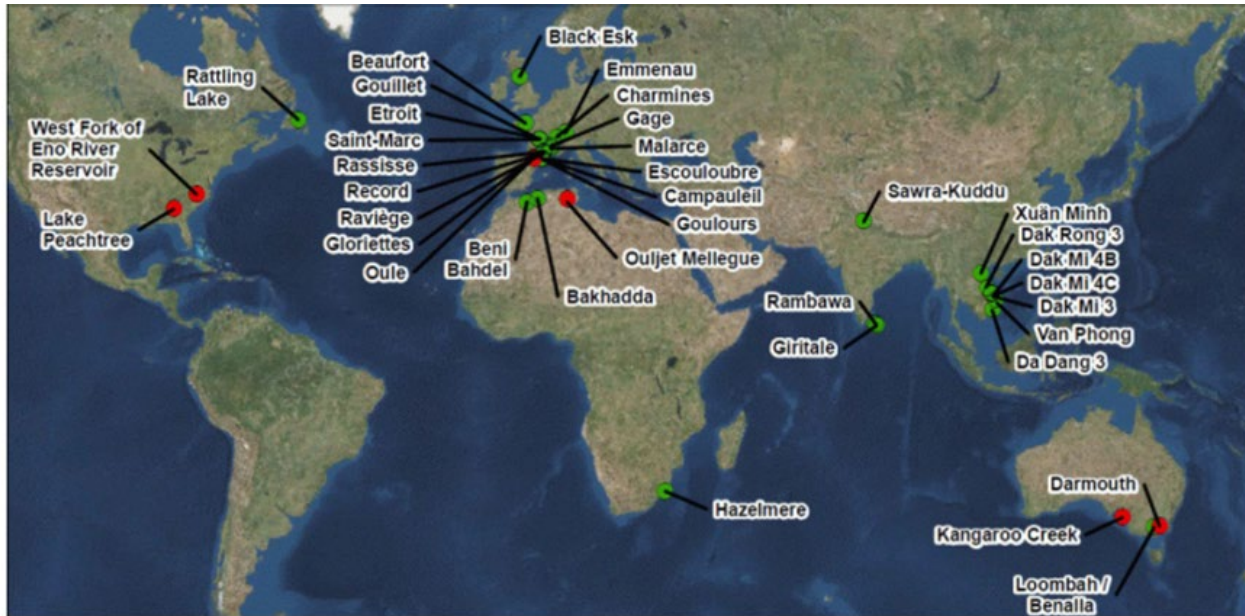 Black Esk
Beaufort
Gouillet
Etroit
Saint-Marc
Rassisse
Record
Raviège
Gloriettes
Oule
Emmenau
Charmines
Gage
Malarce
Escouloubre
Campauleil
Goulours
Ouljet Mellegue
Rattling
Lake
West Fork of
Eno River
Reservoir
Lake
Peachtree
Beni
Bahdel
Bakhadda
Sawra-Kuddu
Xuän Minh
Dak Rong 3
Dak Mi 4B
Dak Mi 4C
Dak Mi 3
Van Phong
Da Dang 3
Rambawa
Giritale
Hazelmere
Darmouth
Kangaroo Creek
Loombah /
Benalla